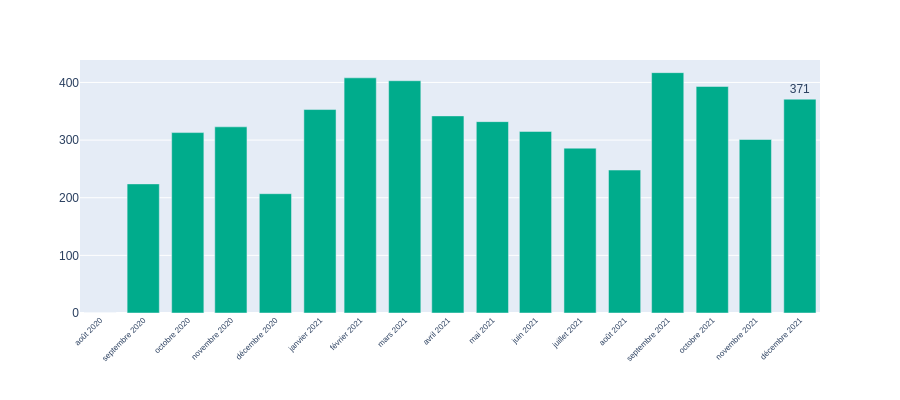 400
300
200
100
0
371
août 2020
septembre 2020
octobre 2020
novembre 2020
décembre 2020
janvier 2021
février 2021
mars 2021
avril 2021
mai 2021
juin 2021
juillet 2021
août 2021
septembre 2021
octobre 2021
novembre 2021
décembre 2021